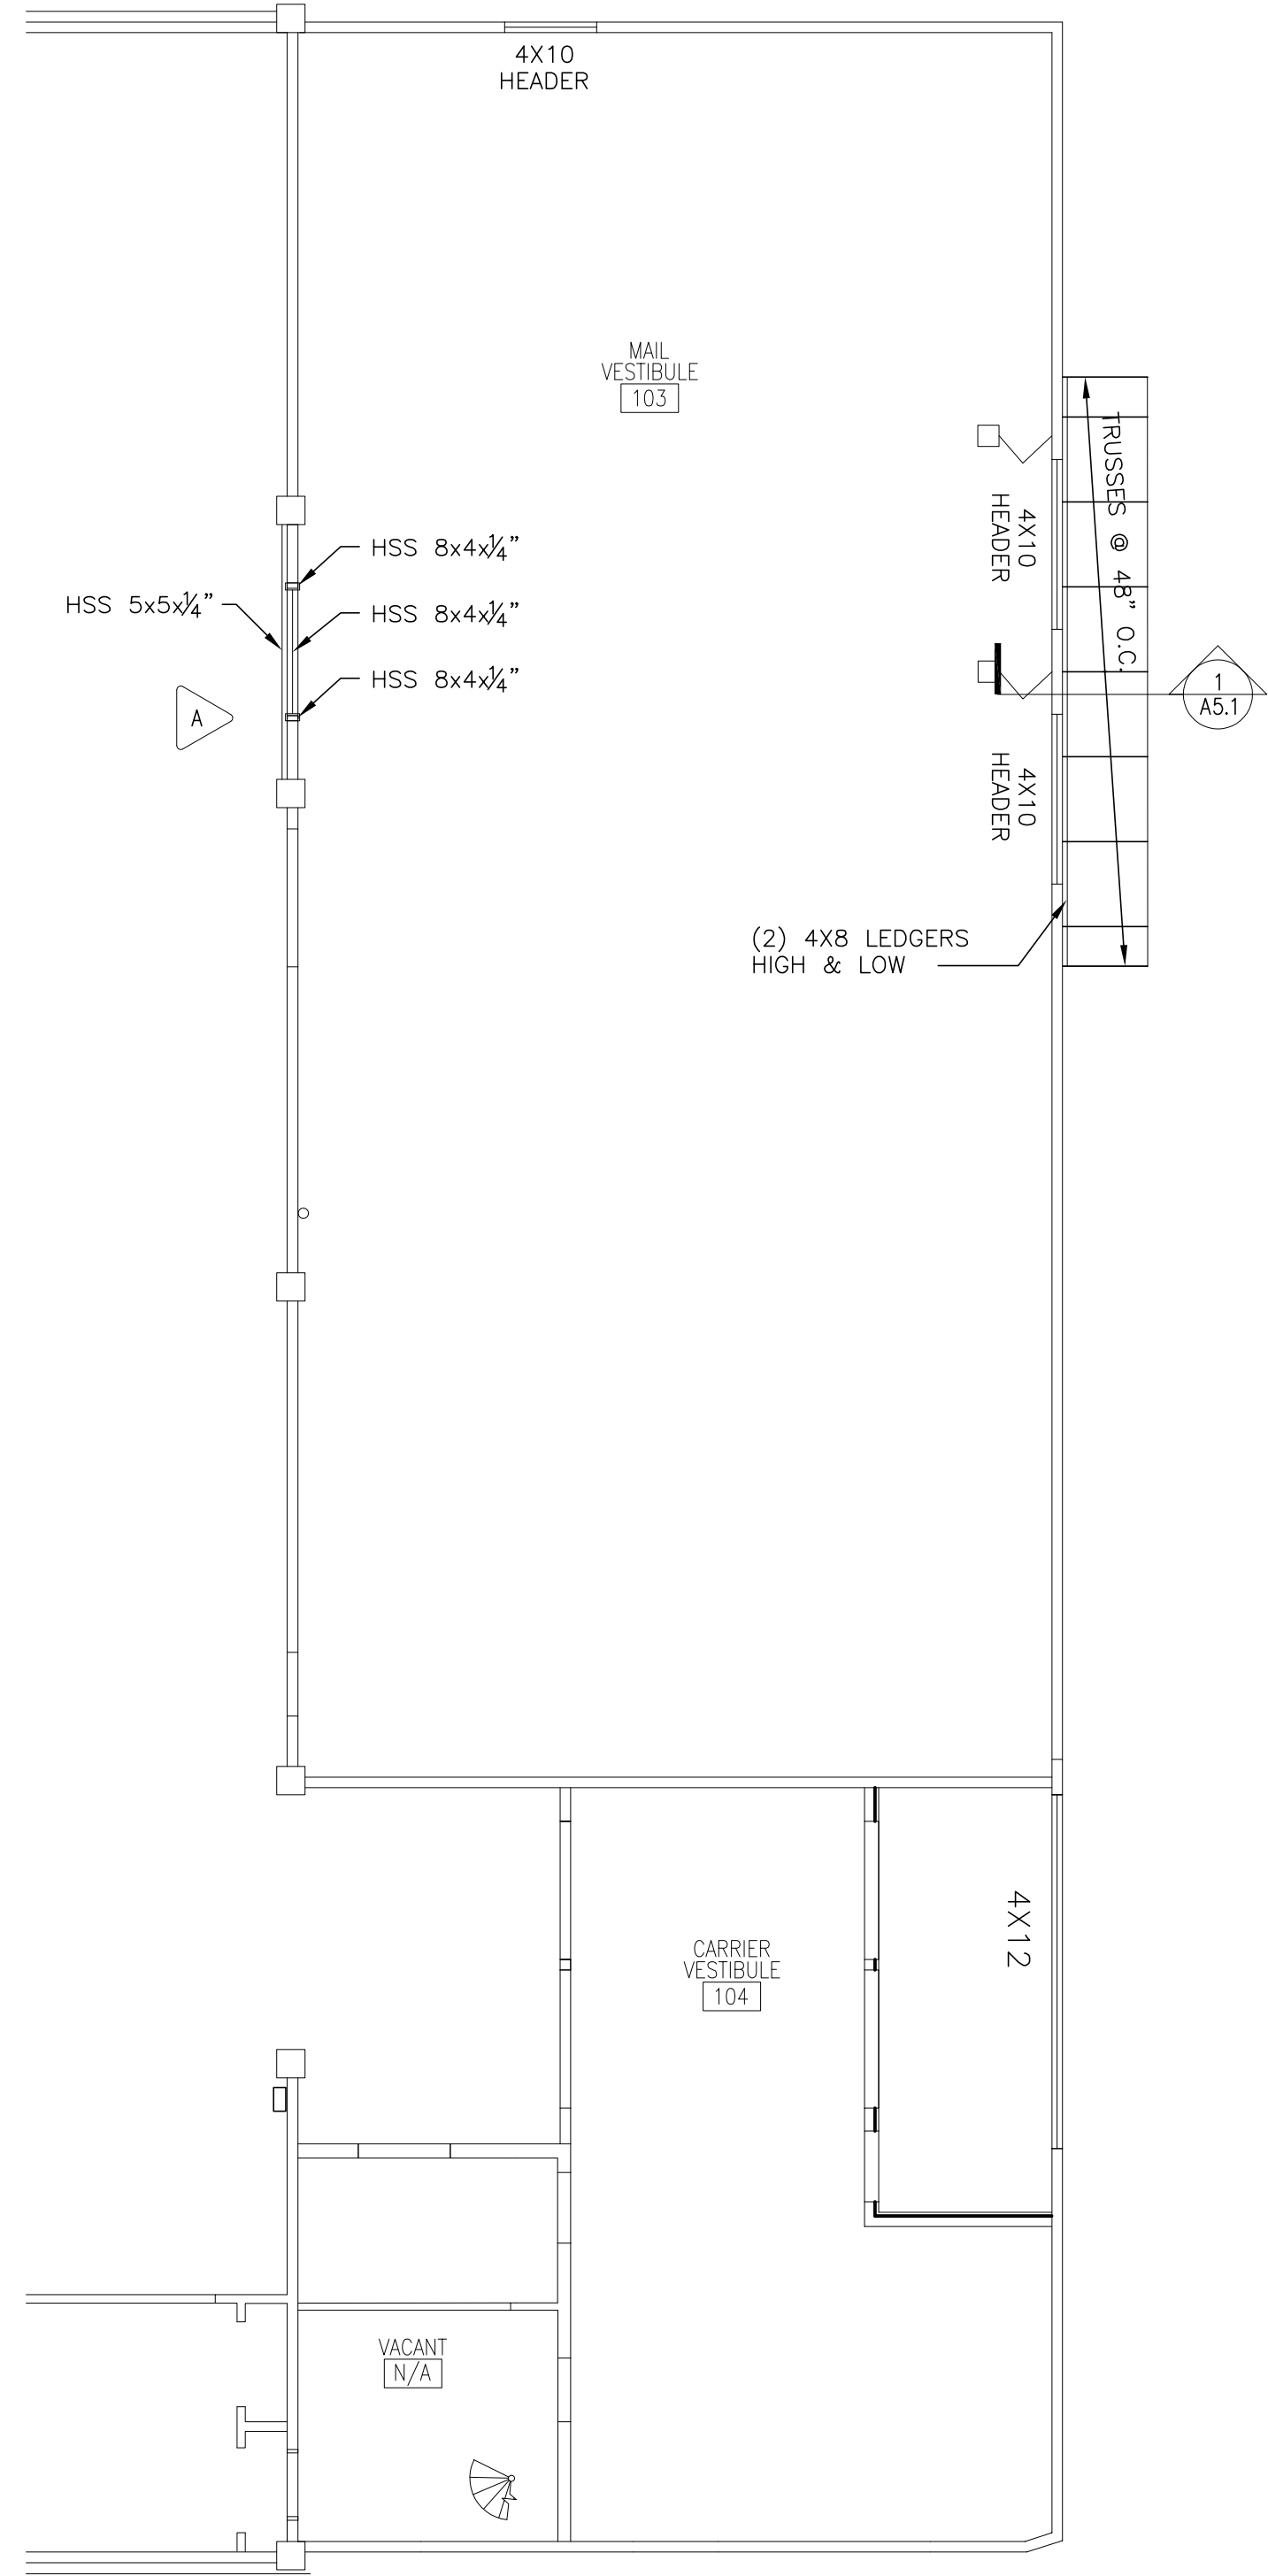 4X10
HEADER
MAIL
VESTIBULE
103
TRUSSES @ 48" O.C.
4X10
HEADER
HSS 8x4x1/4"
HSS 5x5x1/4"
HSS 8x4x1/4"
HSS 8x4x1/4"
1
A5.1
A
4X10
HEADER
(2) 4X8 LEDGERS
HIGH & LOW
4X12
CARRIER
VESTIBULE
104
VACANT
N/A